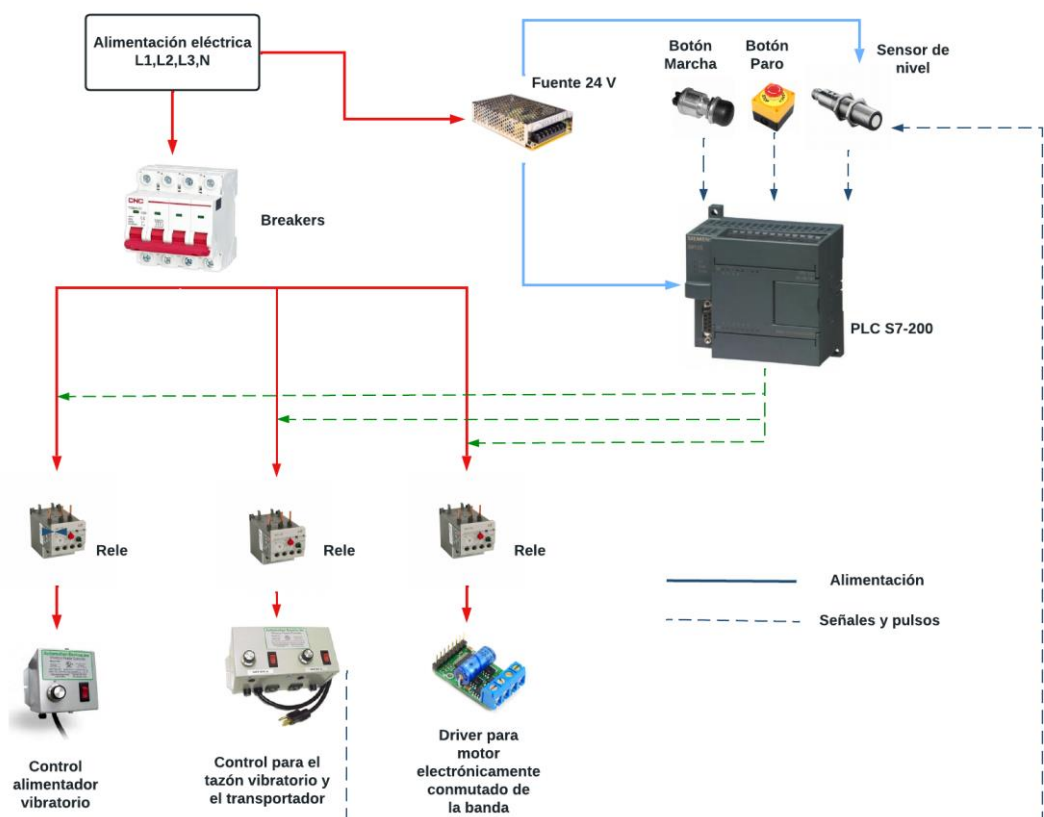 Alimentación eléctrica
L1,L2,L3,N
Fuente 24 V
Botón
Marcha
Botón
Paro
Sensor de
nivel
CNC
Breakers
SIEMENS
PLC S7-200
Rele
Rele
Rele
Alimentación
Señales y pulsos
Control
alimentador
vibratorio
Control para el
tazón vibratorio y
el transportador
Driver para
motor
electrónicamente
conmutado de
la banda